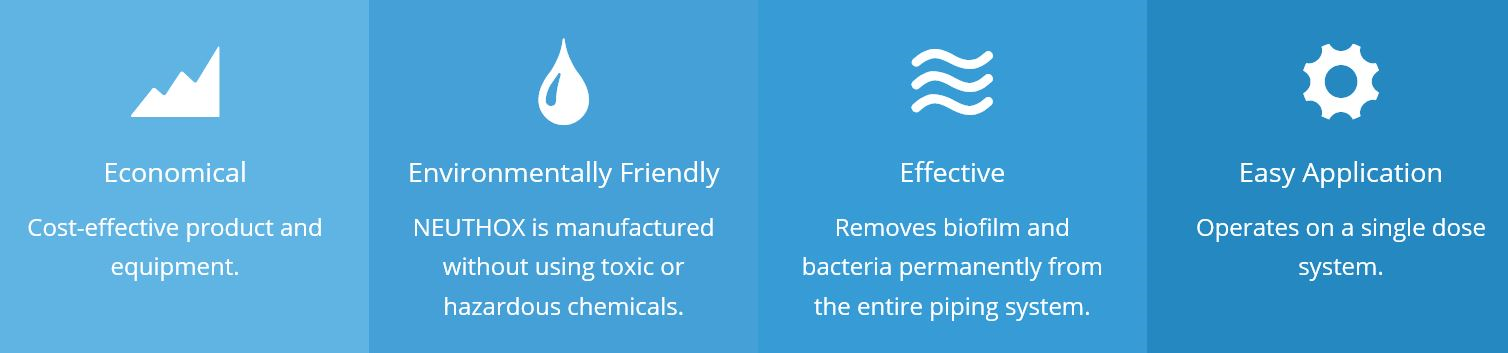 Economical
Cost-effective product and
equipment.
Environmentally Friendly
NEUTHOX is manufactured
without using toxic or
hazardous chemicals.
Effective
Removes biofilm and
bacteria permanently from
the entire piping system.
Easy Application
Operates on a single dose
system.